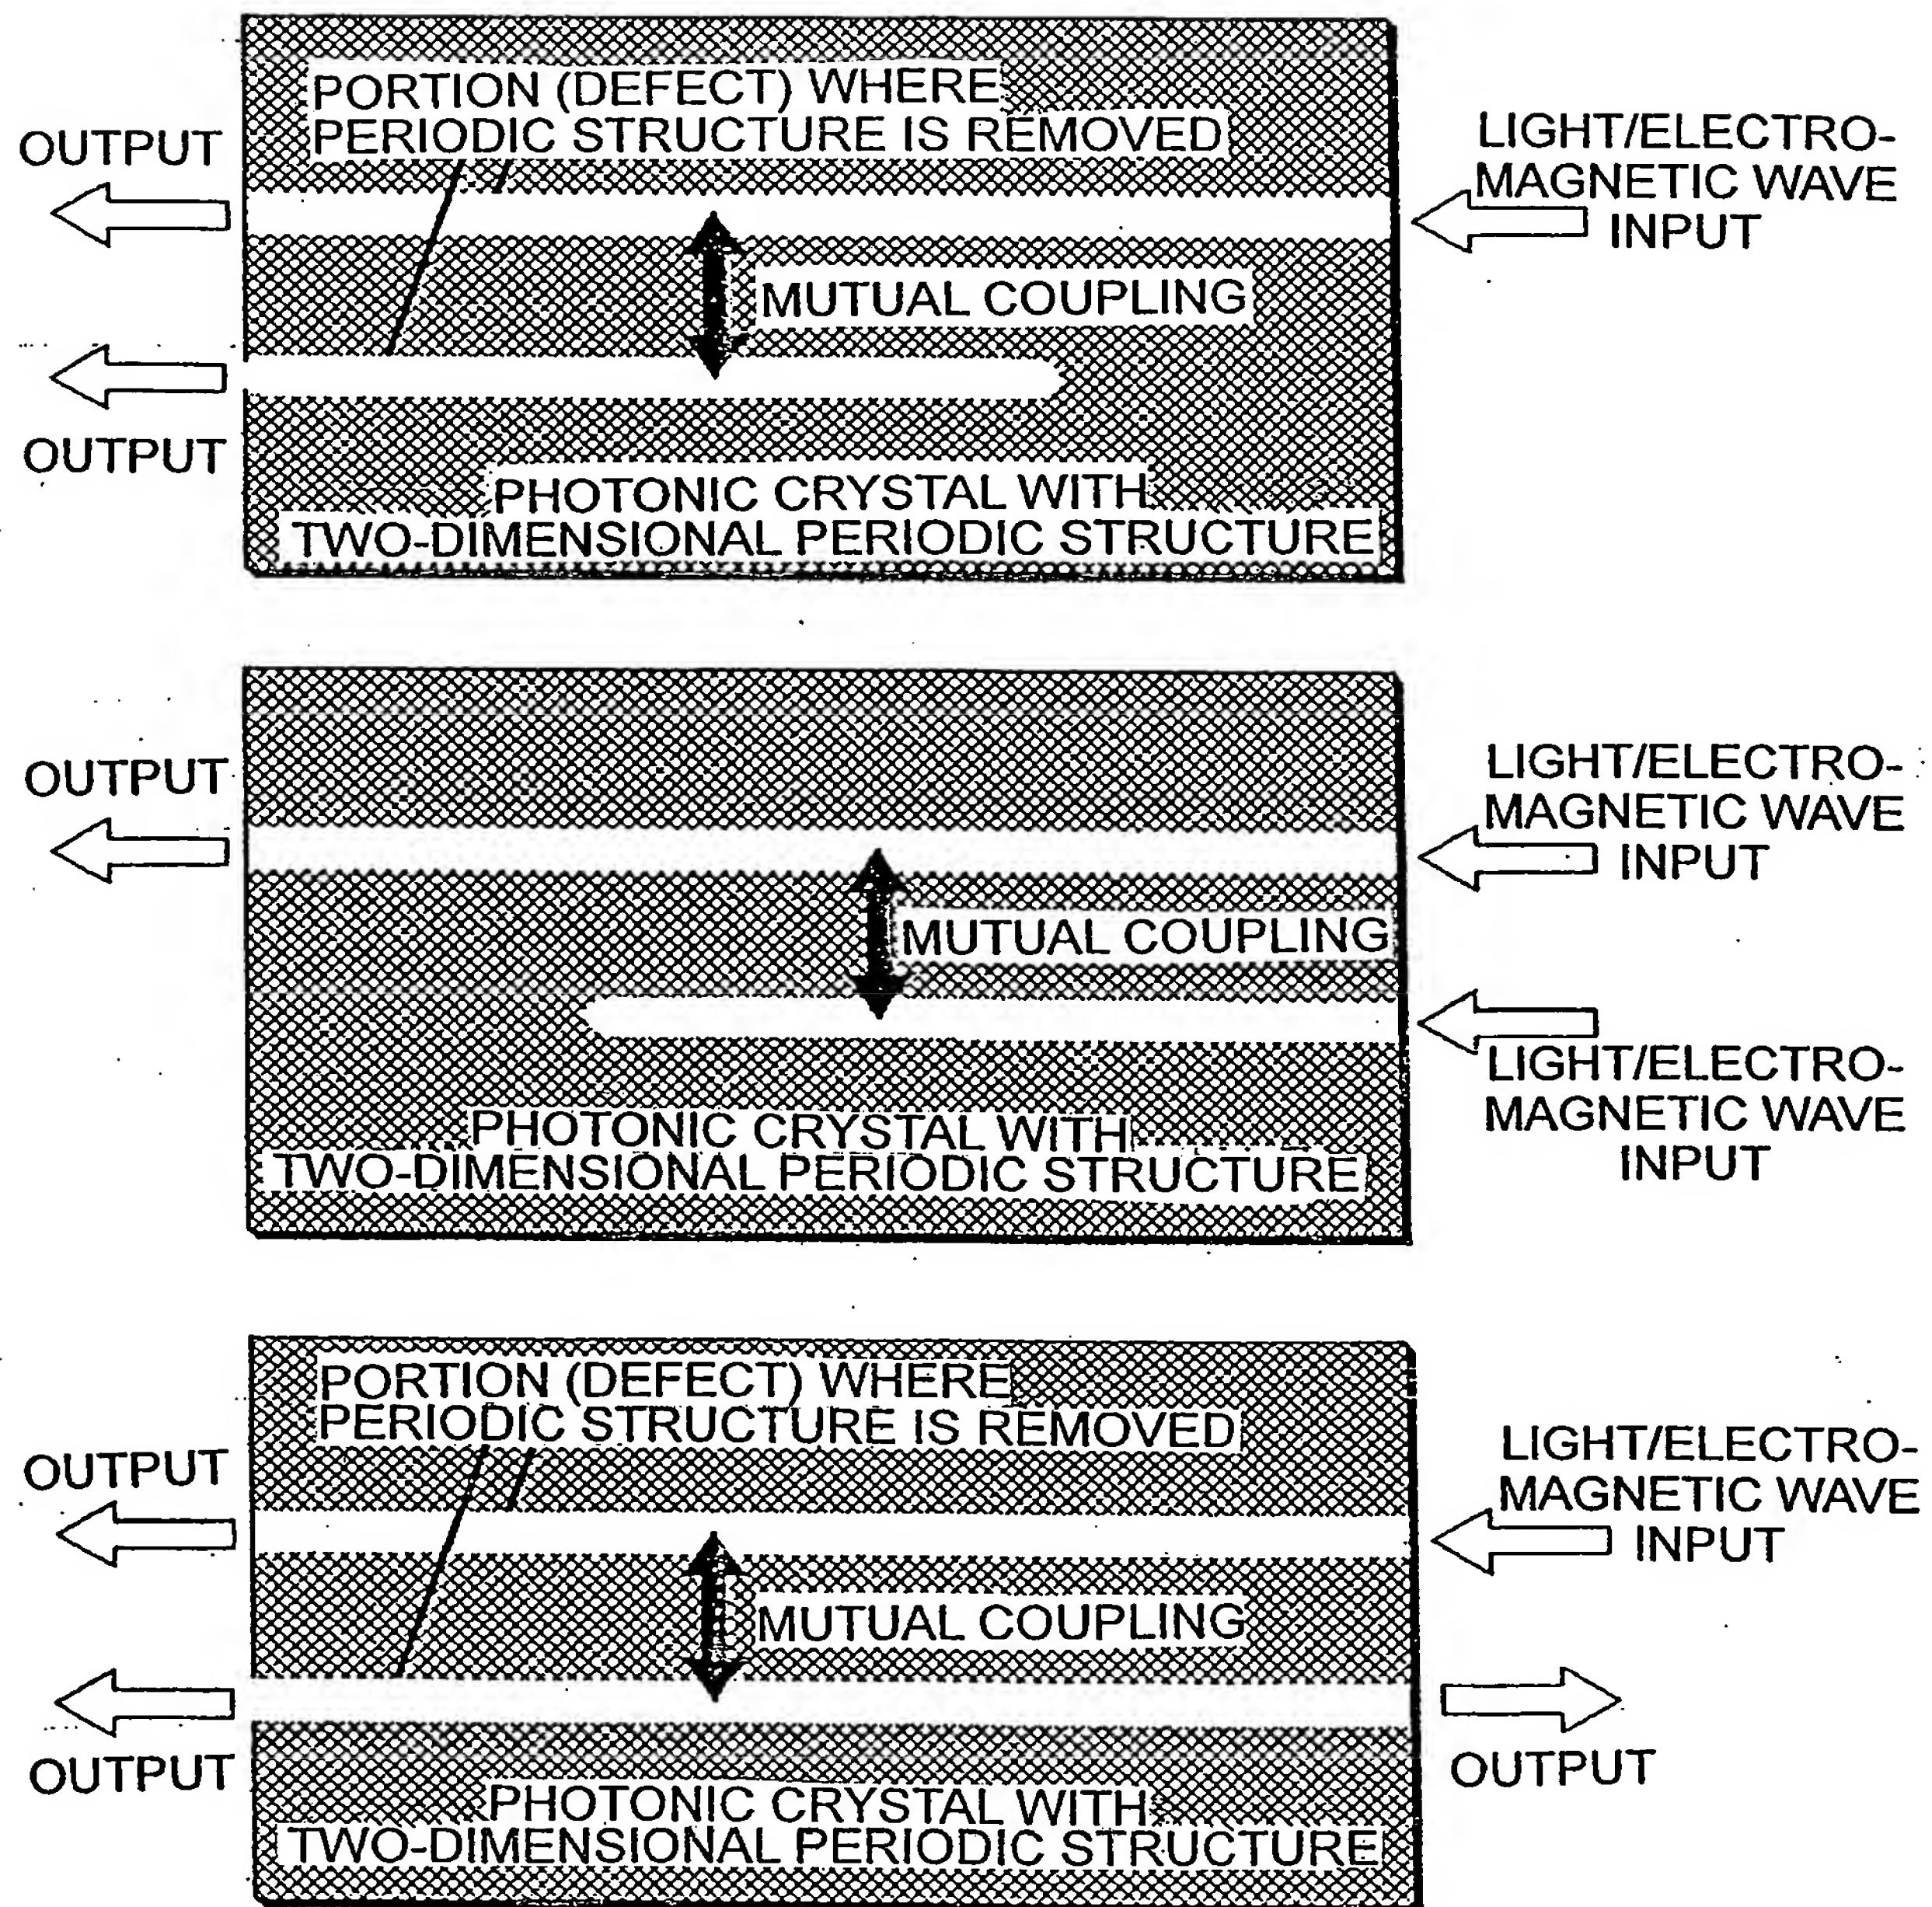 PORTION (DEFECT) WHERE
PERIODIC STRUCTURE IS REMOVED
OUTPUT
LIGHT/ELECTRO-
MAGNETIC WAVE
INPUT
MUTUAL COUPLING
OUTPUT
PHOTONIC CRYSTAL WITH
TWO-DIMENSIONAL PERIODIC STRUCTURE
OUTPUT
LIGHT/ELECTRO-
MAGNETIC WAVE
INPUT
MUTUAL COUPLING
LIGHT/ELECTRO-
MAGNETIC WAVE
INPUT
PHOTONIC CRYSTAL WITH
TWO-DIMENSIONAL PERIODIC STRUCTURE
PORTION (DEFECT) WHERE
PERIODIC STRUCTURE IS REMOVED
OUTPUT
LIGHT/ELECTRO-
MAGNETIC WAVE
INPUT
MUTUAL COUPLING
OUTPUT
OUTPUT
PHOTONIC CRYSTAL WITH
TWO-DIMENSIONAL PERIODIC STRUCTURE